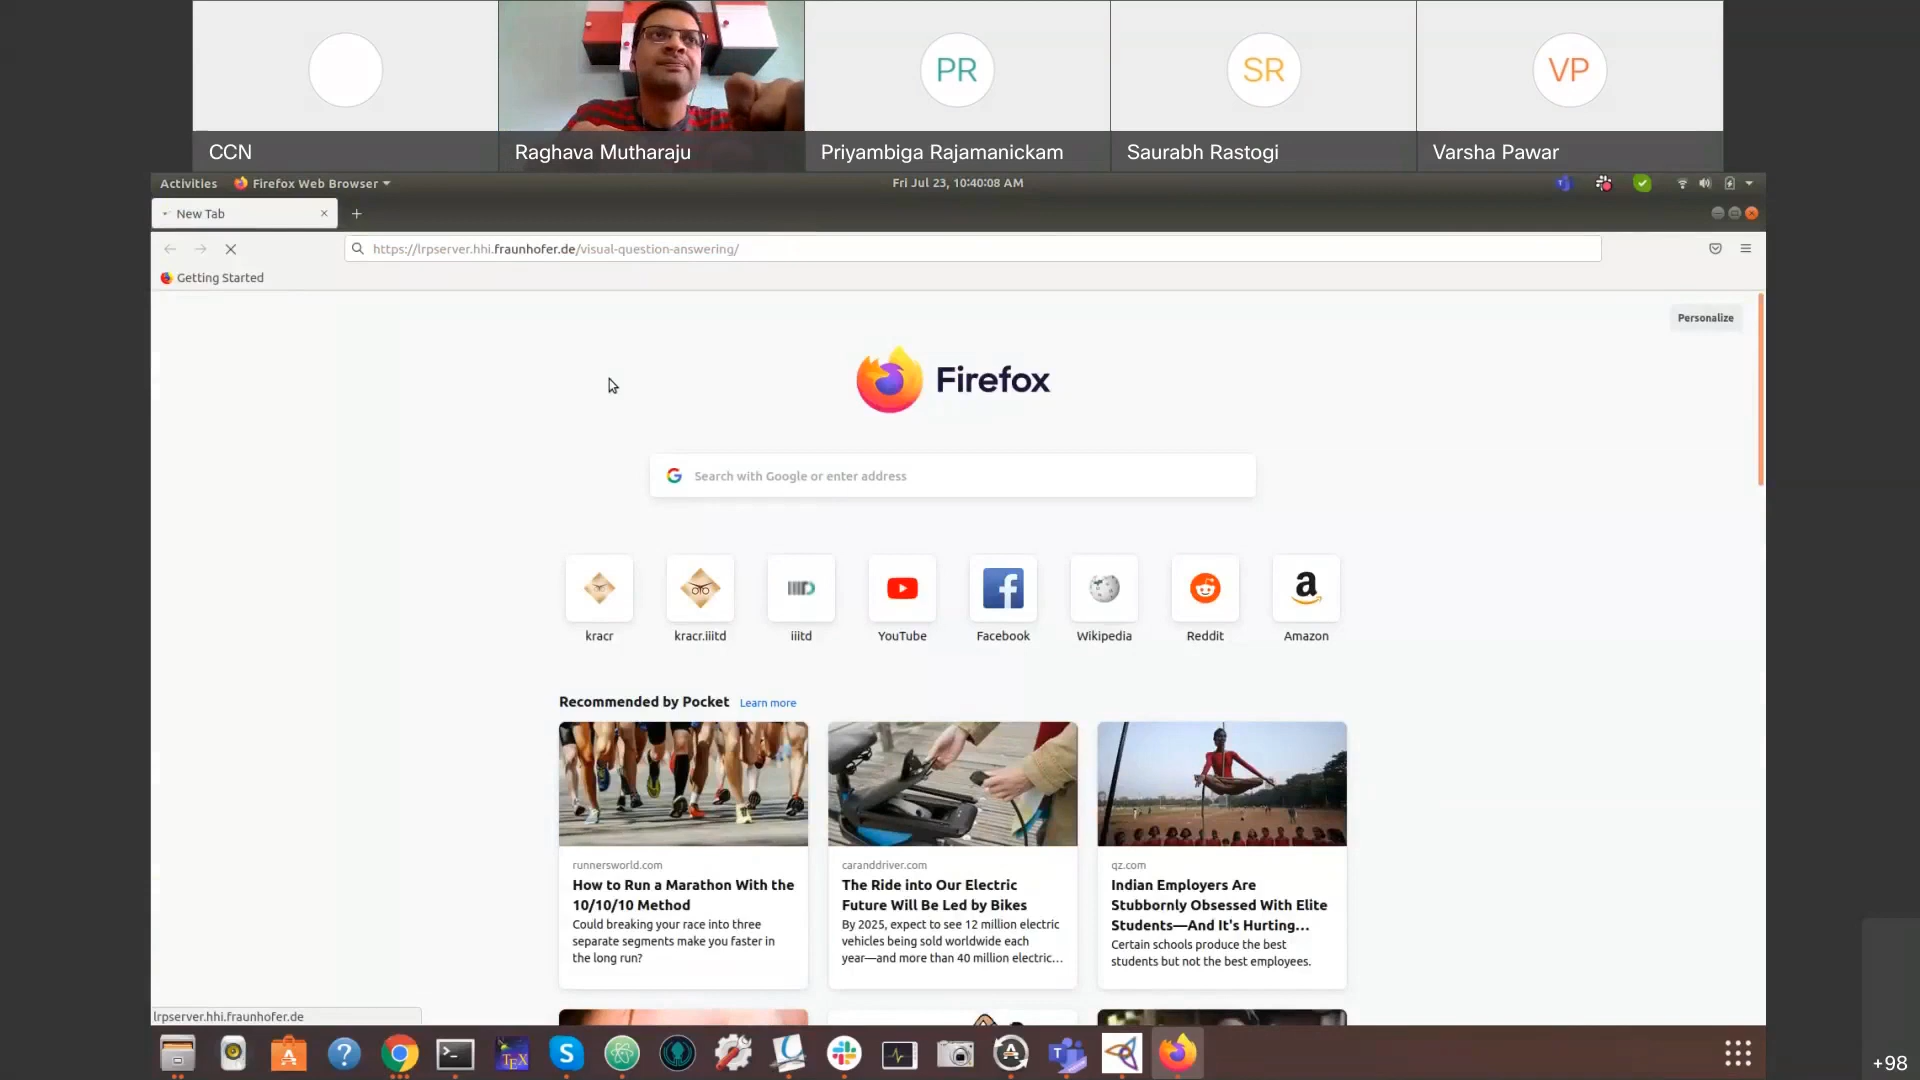 PR
SR
VP
CCN
Raghava Mutharaju
Priyambiga Rajamanickam
Saurabh Rastogi
Varsha Pawar
Activities
Firefox Web Browser
Fri Jul 23, 10:40:08 AM
New Tab
https://lrpserver.hhi.fraunhofer.de/visual-question-answering/
Getting Started
Personalize
Firefox
Search with Google or enter address
kracr
kracr.iiitd
iiitd
YouTube
Facebook
Wikipedia
Reddit
Amazon
Recommended by Pocket Learn more
runnersworld.com
How to Run a Marathon With the
10/10/10 Method
Could breaking your race into three
separate segments make you faster in
the long run?
caranddriver.com
The Ride into Our Electric
Future Will Be Led by Bikes
By 2025, expect to see 12 million electric
vehicles being sold worldwide each
year—and more than 40 million electric…
qz.com
Indian Employers Are
Stubbornly Obsessed With Elite
Students—And It's Hurting…
Certain schools produce the best
students but not the best employees.
lrpserver.hhi.fraunhofer.de
TEX
+98